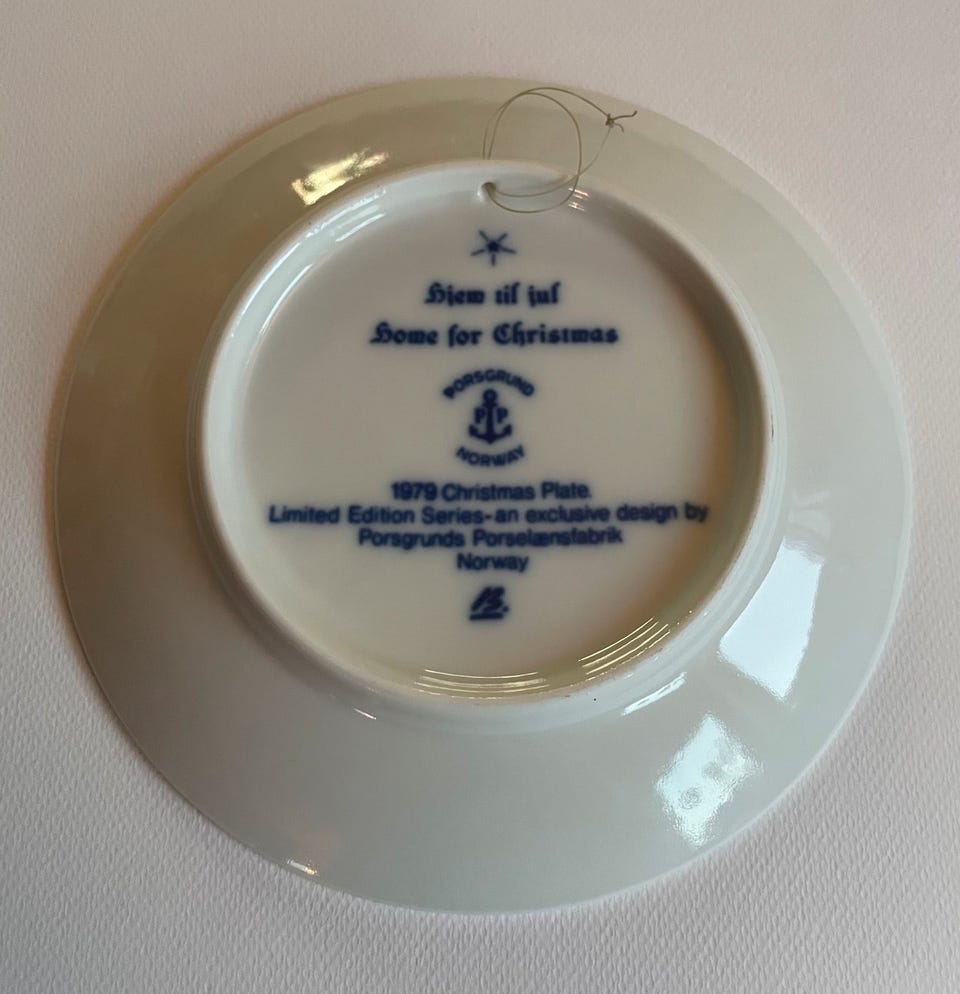 Hjem til jul
Home for Christmas
PORSGRUND
P P
NORWAY
1979 Christmas Plate.
Limited Edition Series-an exclusive design by
Porsgrunds Porselænsfabrik
Norway